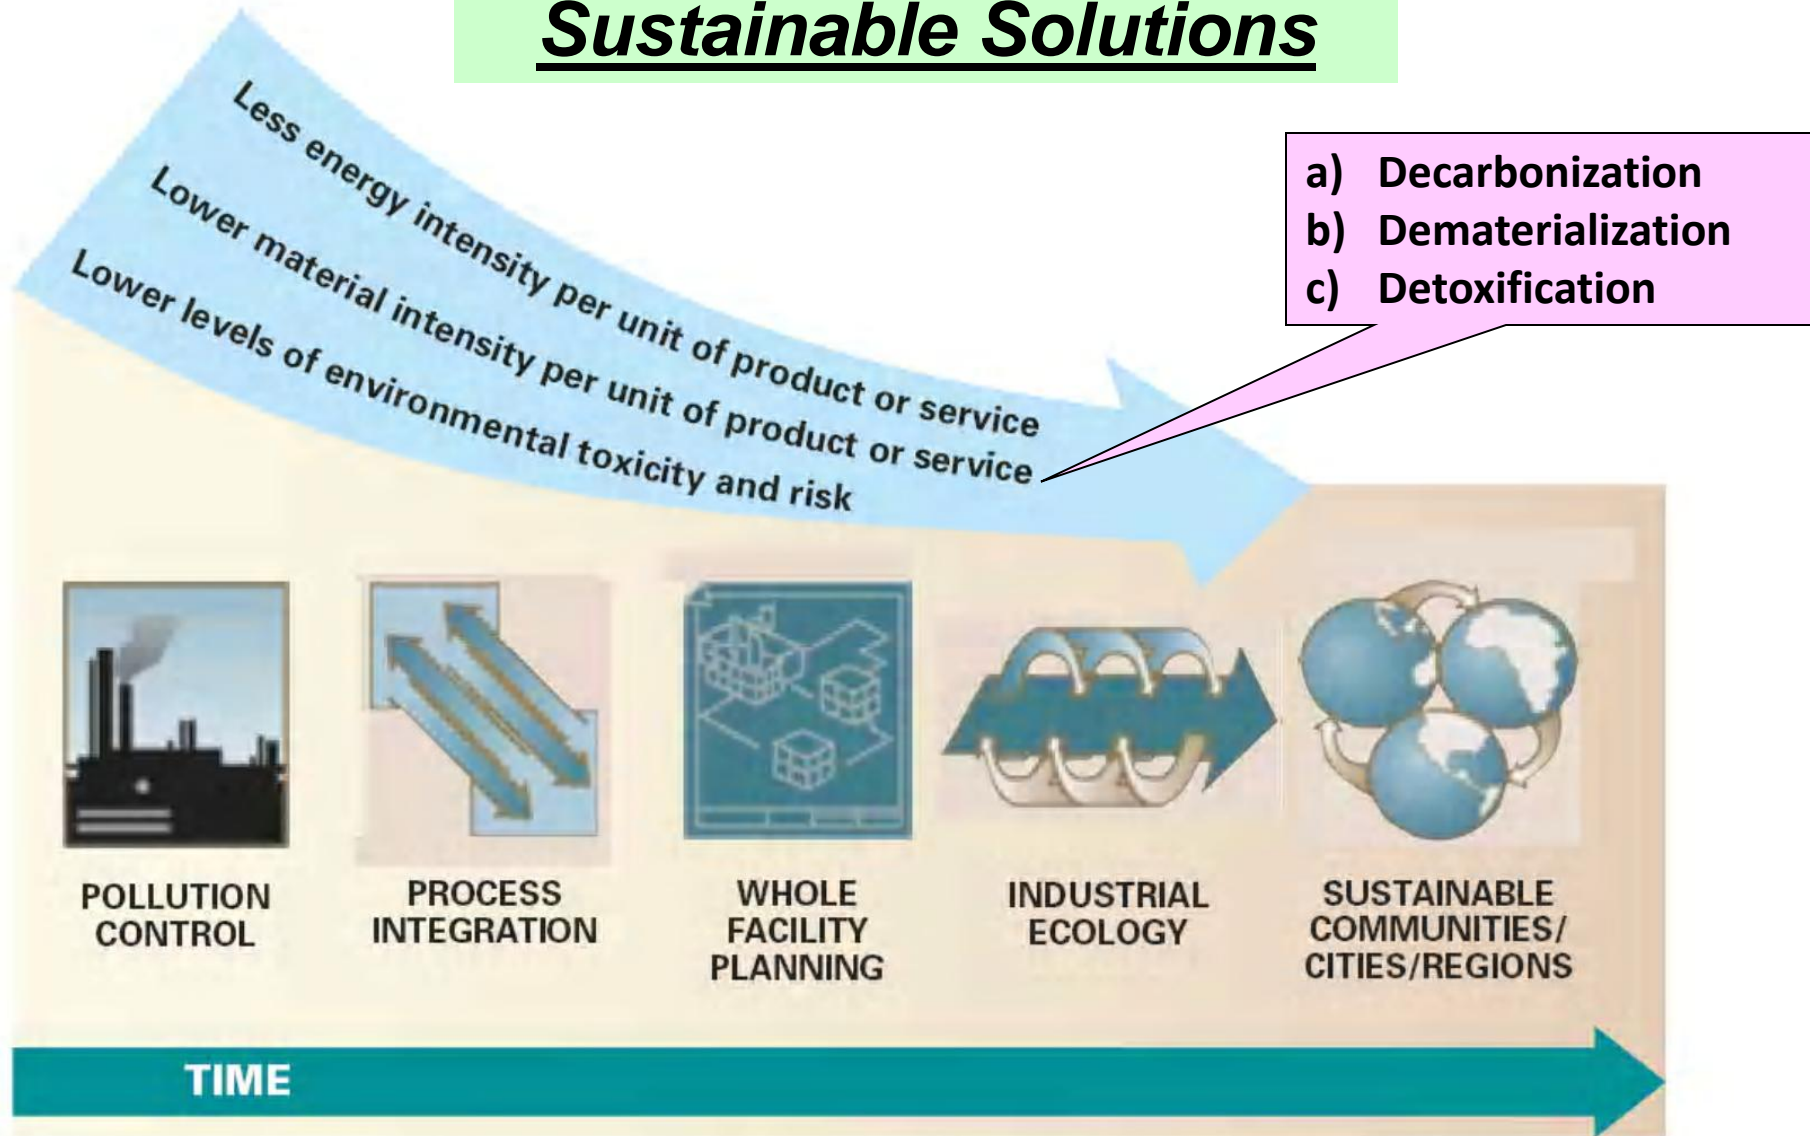 Sustainable Solutions
Less energy intensity per unit of product or service
Lower material intensity per unit of product or service
Lower levels of environmental toxicity and risk
a) Decarbonization
b) Dematerialization
c) Detoxification
POLLUTION
CONTROL
PROCESS
INTEGRATION
WHOLE
FACILITY
PLANNING
INDUSTRIAL
ECOLOGY
SUSTAINABLE
COMMUNITIES/
CITIES/REGIONS
TIME